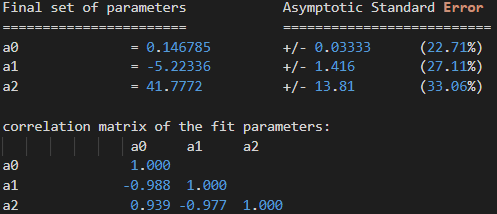 Final set of parameters            Asymptotic Standard Error
=======================            ==========================
a0              = 0.146785         +/- 0.03333      (22.71%)
a1              = -5.22336         +/- 1.416        (27.11%)
a2              = 41.7772          +/- 13.81        (33.06%)
correlation matrix of the fit parameters:
                a0     a1     a2
a0              1.000
a1             -0.988  1.000
a2              0.939 -0.977  1.000